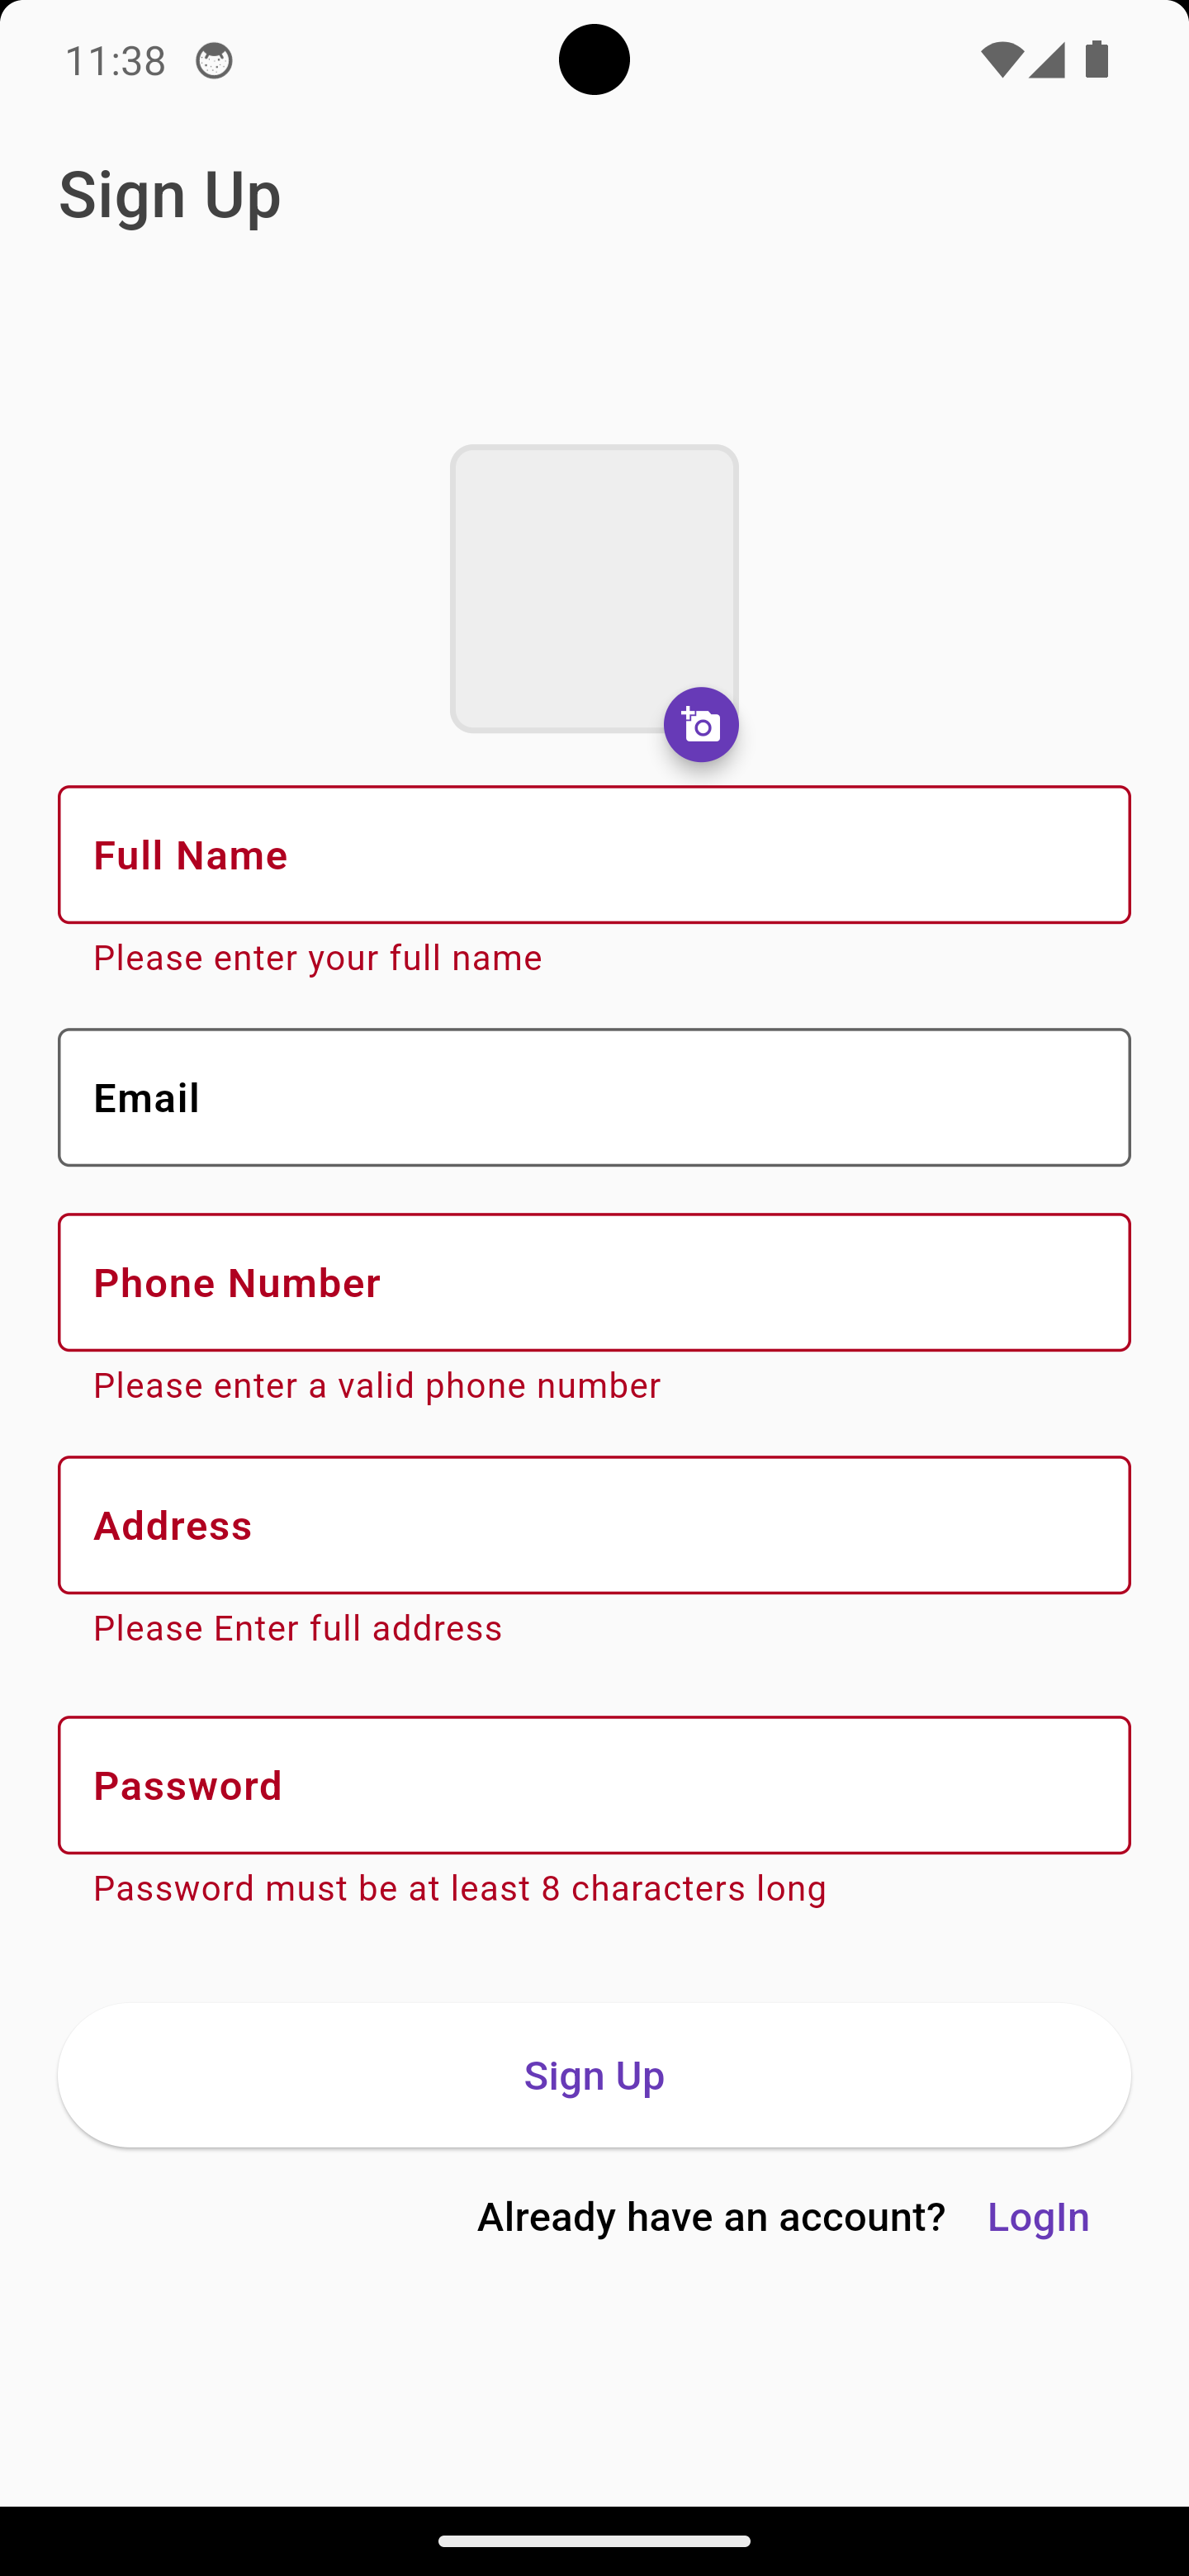 11:38
Sign Up
Full Name
Please enter your full name
Email
Phone Number
Please enter a valid phone number
Address
Please Enter full address
Password
Password must be at least 8 characters long
Sign Up
Already have an account? LogIn